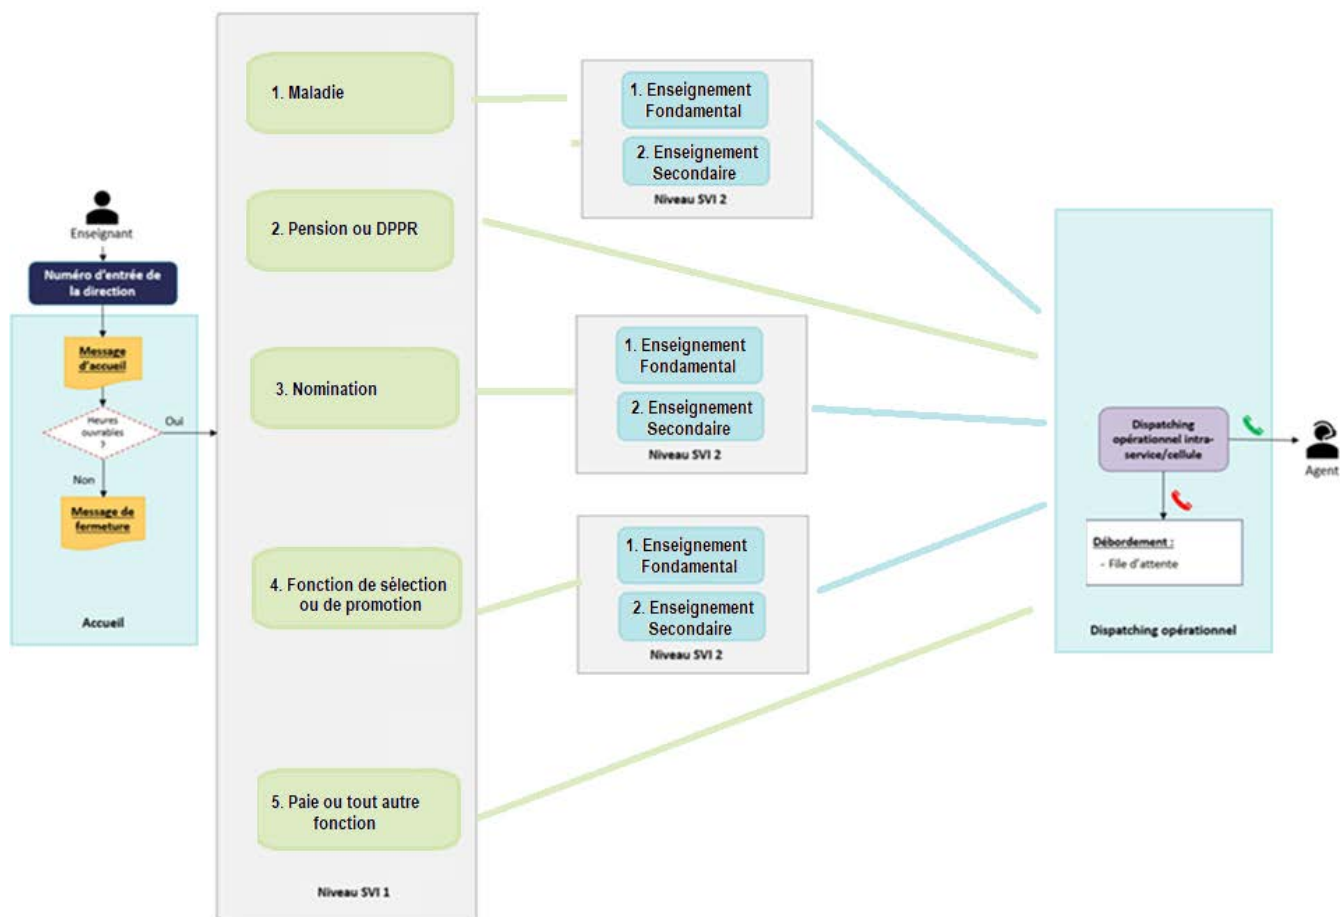 Enseignant
Numéro d'entrée de
la direction
Message
d'accueil
Heures
ouvrables
?
Oui
Non
Message de
fermeture
Accueil
1. Maladie
2. Pension ou DPPR
3. Nomination
4. Fonction de sélection
ou de promotion
5. Paie ou tout autre
fonction
Niveau SVI 1
1. Enseignement
Fondamental
2. Enseignement
Secondaire
Niveau SVI 2
1. Enseignement
Fondamental
2. Enseignement
Secondaire
Niveau SVI 2
1. Enseignement
Fondamental
2. Enseignement
Secondaire
Niveau SVI 2
Dispatching
opérationnel intra-
service/cellule
Débordement :
- File d'attente
Dispatching opérationnel
Agent